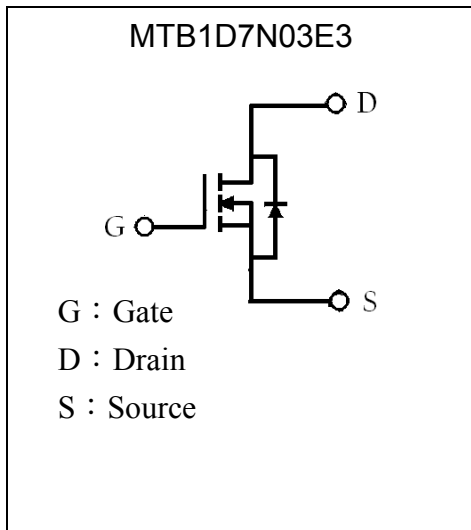 MTB1D7N03E3
D
G
S
G：Gate
D：Drain
S：Source